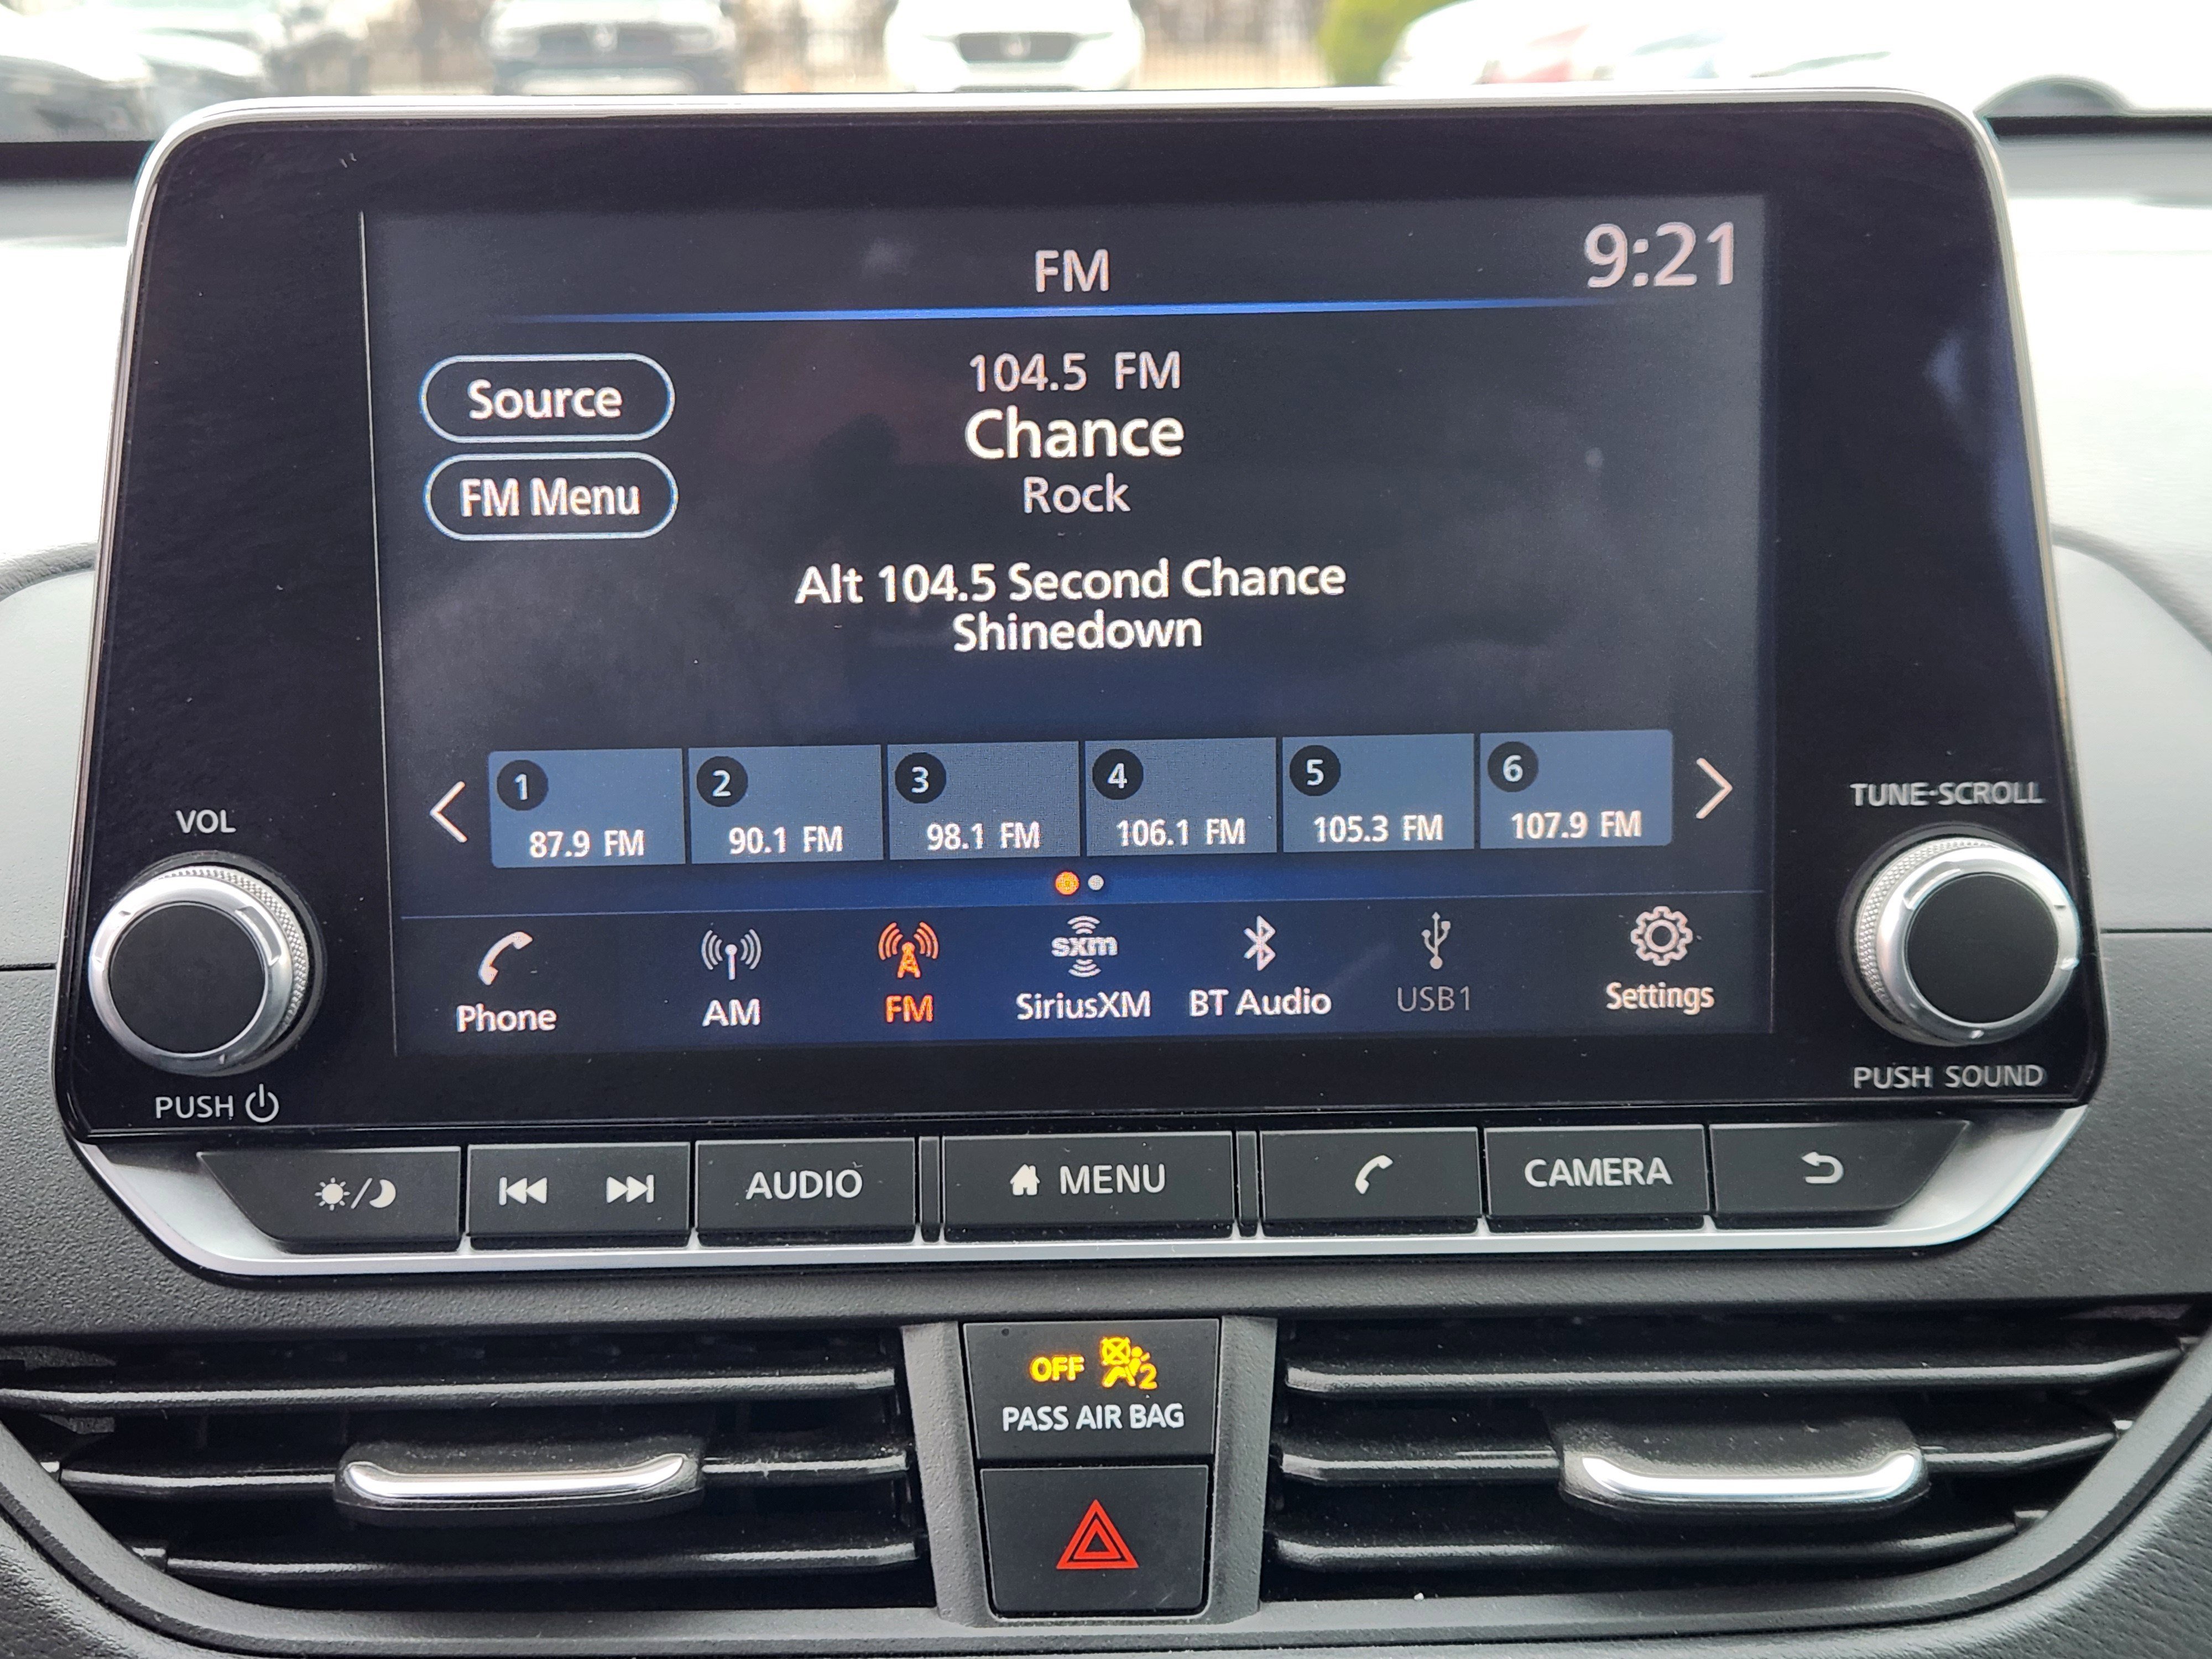 FM
9:21
Source
FM Menu
104.5 FM
Chance
Rock
Alt 104.5 Second Chance
Shinedown
1
87.9 FM
2
90.1 FM
3
98.1 FM
4
106.1 FM
5
105.3 FM
6
107.9 FM
VOL
TUNE·SCROLL
Phone
AM
FM
sxm
SiriusXM
BT Audio
USB1
Settings
PUSH
PUSH SOUND
AUDIO
MENU
CAMERA
OFF 2
PASS AIR BAG